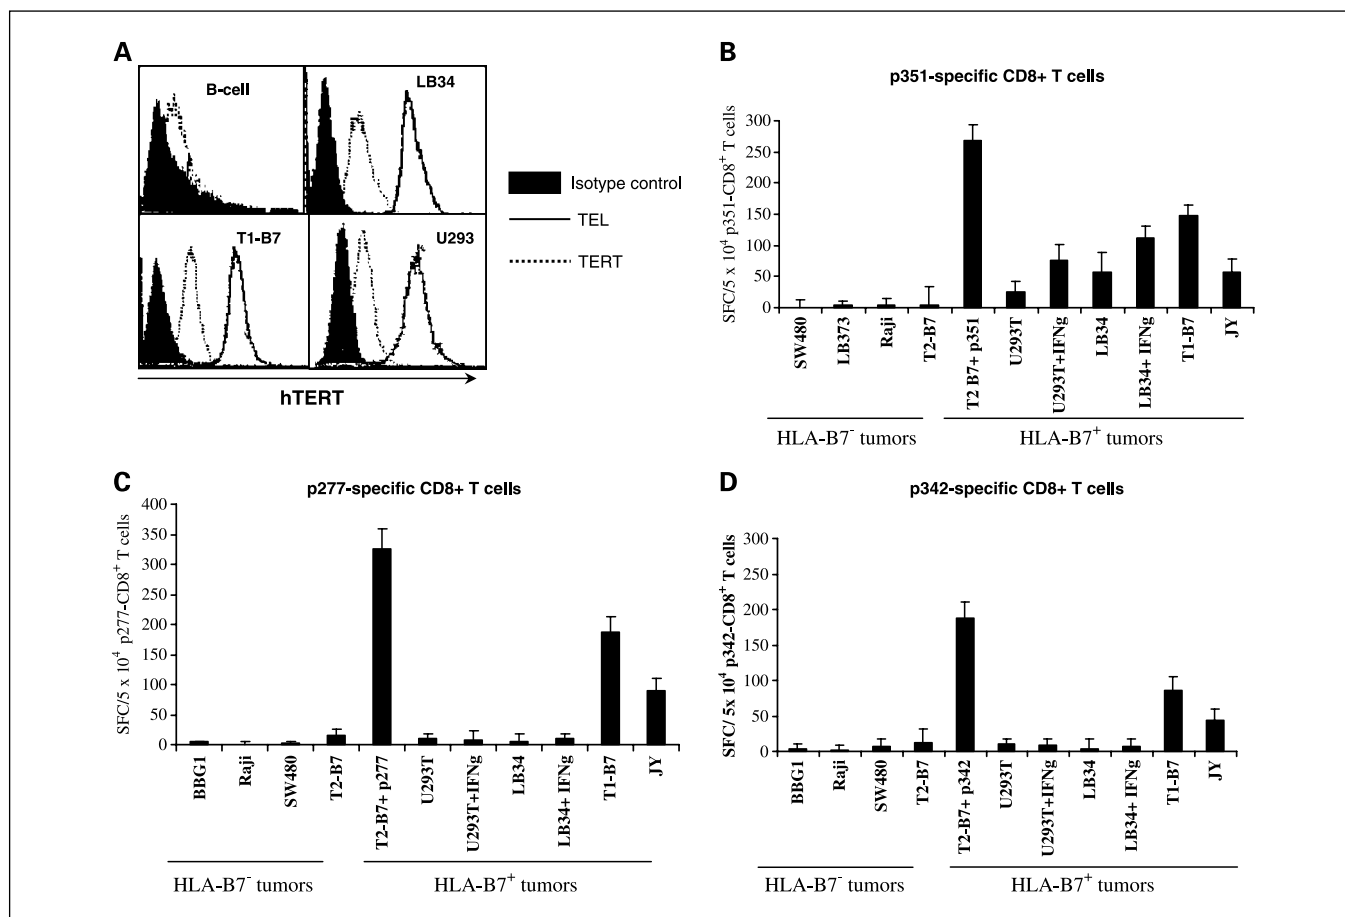 A
B-cell
LB34
T1-B7
U293
hTERT
Isotype control
TEL
TERT
B
p351-specific CD8+ T cells
SFC/5 x 10⁴ p351-CD8⁺ T cells
300
250
200
150
100
50
0
SW480
LB373
Raji
T2-B7
T2 B7+ p351
U293T
U293T+IFNg
LB34
LB34+ IFNg
T1-B7
JY
HLA-B7⁻ tumors
HLA-B7⁺ tumors
C
p277-specific CD8+ T cells
SFC/5 x 10⁴ p277-CD8⁺ T cells
400
350
300
250
200
150
100
50
0
BBG1
Raji
SW480
T2-B7
T2-B7+ p277
U293T
U293T+IFNg
LB34
LB34+ IFNg
T1-B7
JY
HLA-B7⁻ tumors
HLA-B7⁺ tumors
D
p342-specific CD8+ T cells
SFC/ 5x 10⁴ p342-CD8⁺ T cells
300
200
150
100
50
0
BBG1
Raji
SW480
T2-B7
T2-B7+ p342
U293T
U293T+IFNg
LB34
LB34+ IFNg
T1-B7
JY
HLA-B7⁻ tumors
HLA-B7⁺ tumors